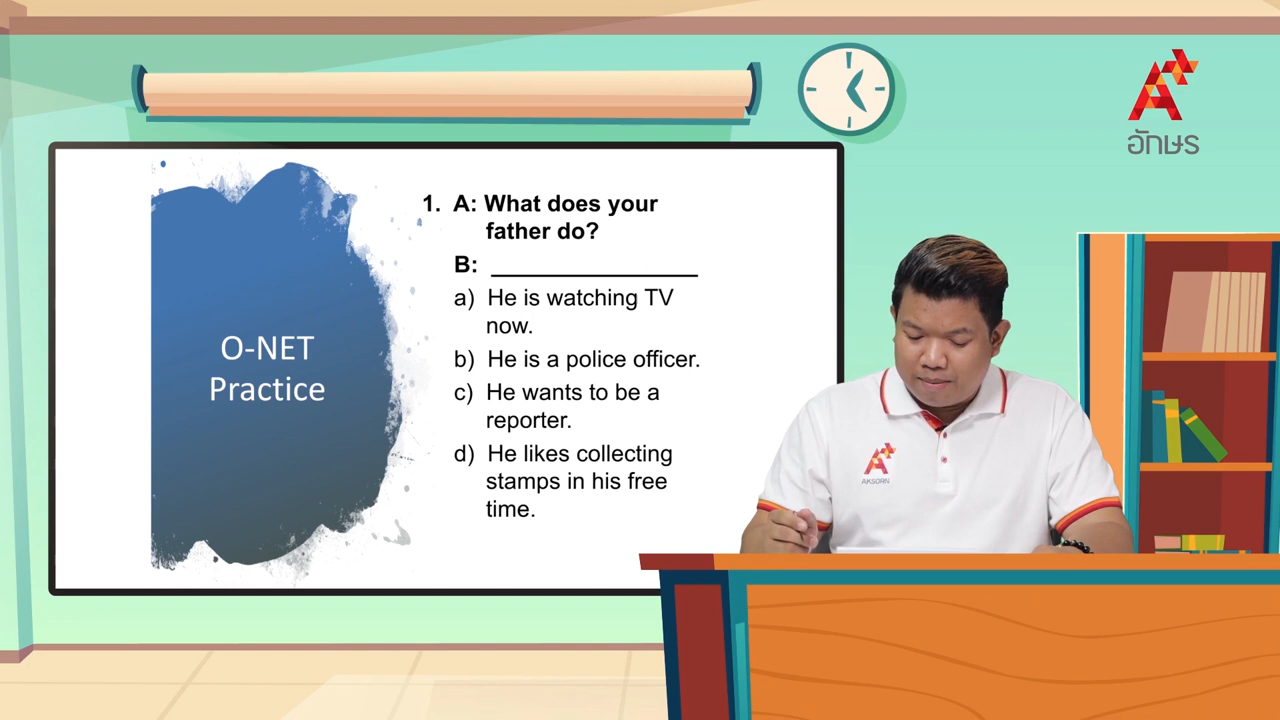 อักษร
O-NET
Practice
1. A: What does your
father do?
B: _______________
a) He is watching TV
now.
b) He is a police officer.
c) He wants to be a
reporter.
d) He likes collecting
stamps in his free
time.
AKSORN